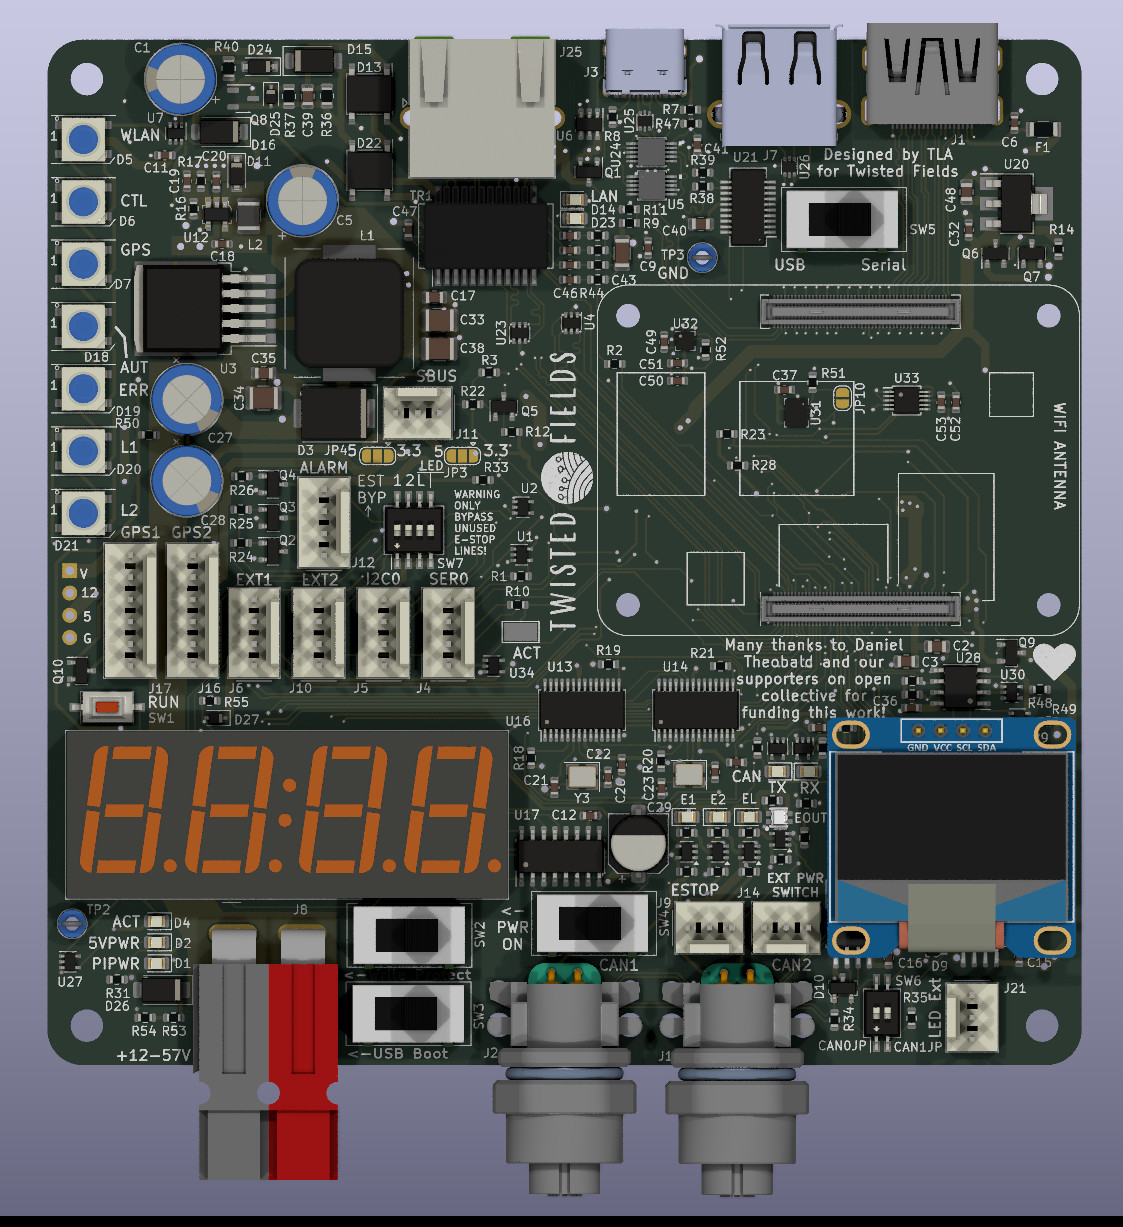 C1
R40
D24
D15
D13
J25
J3
U7
Q8
D16
D25
R37
C39
R36
WLAN
D5
C11
C20
R17
D11
C19
R16
D22
U6
R8
U25
R7
R47
U24
C41
U21
J7
U26
R39
Q1
U5
R38
J1
C6
F1
U20
Designed by TLA
for Twisted Fields
CTL
D6
U12
L2
C18
C5
L1
C47
TR1
LAN
D14
D23
R11
R9
C40
C9
C43
C46
R44
TP3
GND
SW5
USB
Serial
C48
C32
R14
Q6
Q7
GPS
D7
D18
AUT
ERR
D19
R50
U3
C35
C34
C27
C17
C33
C38
U23
U4
R3
SBUS
R22
Q5
R12
J11
D3
JP4
5
3.3
5
3.3
LED
JP3
R33
R2
U32
C49
R52
C51
C50
C37
R51
JP10
U31
U33
C53
C52
R23
R28
WIFI ANTENNA
TWISTED FIELDS
L1
D20
L2
D21
C28
R26
R25
R24
Q4
Q3
Q2
ALARM
J12
EST
BYP
12L
WARNING
ONLY
BYPASS
UNUSED
E-STOP
LINES!
SW7
U2
U1
R1
R10
ACT
U34
GPS1
GPS2
EXT1
EXT2
I2C0
SER0
V
12
5
G
Q10
J17
J16
J6
J10
J5
J4
RUN
SW1
R55
D27
U13
R19
U14
R21
U16
Many thanks to Daniel
Theobald and our
supporters on open
collective for
funding this work!
C2
C3
U28
Q9
U30
R48
R49
C36
GND VCC SCL SDA
R18
C21
Y3
C22
C26
R20
C23
CAN
TX
RX
E1
E2
EL
EOUT
U17
C12
C29
ESTOP
J9
J14
EXT PWR
SWITCH
TP2
ACT
D4
5VPWR
D2
PIPWR
D1
U27
R31
D26
R54
R53
+12-57V
J8
SW2
SW3
<-USB Boot
<-
PWR
ON
SW4
CAN1
CAN2
J2
J1
D10
C16
D9
C15
SW6
R35
R34
LED Ext
J21
CAN0JP
CAN1JP